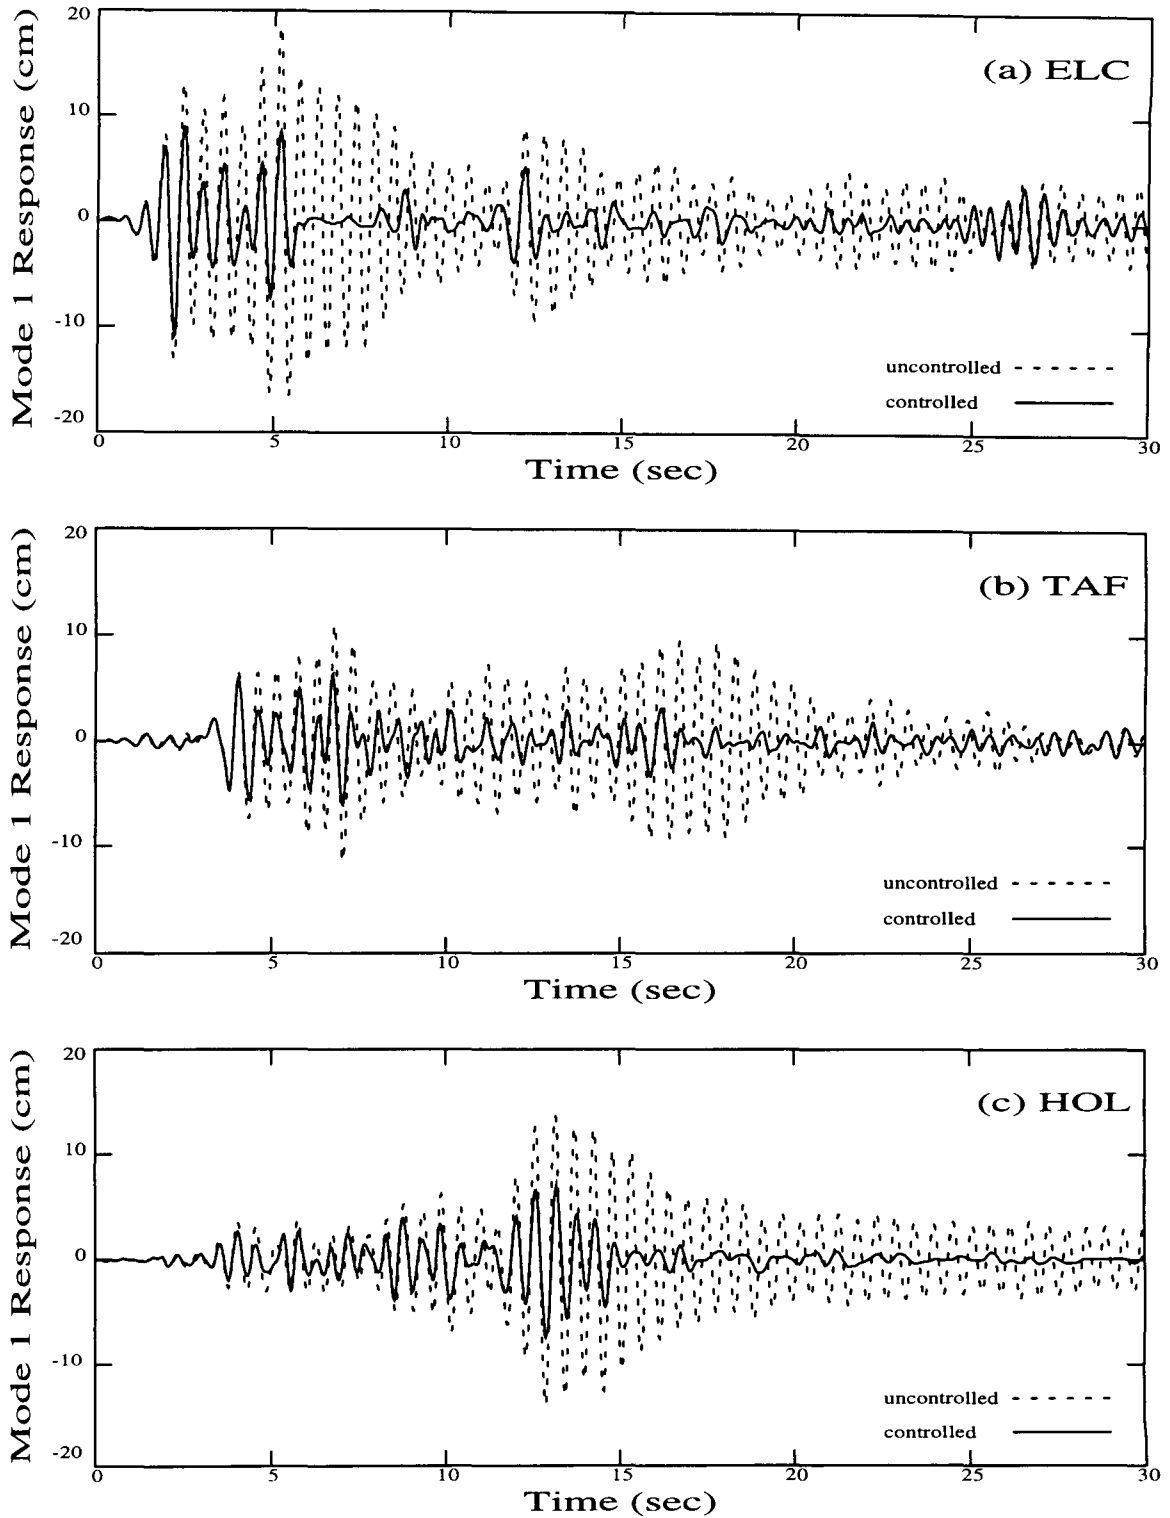 20
10
0
-10
-20
Mode 1 Response (cm)
(a) ELC
uncontrolled
controlled
0 5 10 15 20 25 30
Time (sec)
20
10
0
-10
-20
Mode 1 Response (cm)
(b) TAF
uncontrolled
controlled
0 5 10 15 20 25 30
Time (sec)
20
10
0
-10
-20
Mode 1 Response (cm)
(c) HOL
uncontrolled
controlled
0 5 10 15 20 25 30
Time (sec)